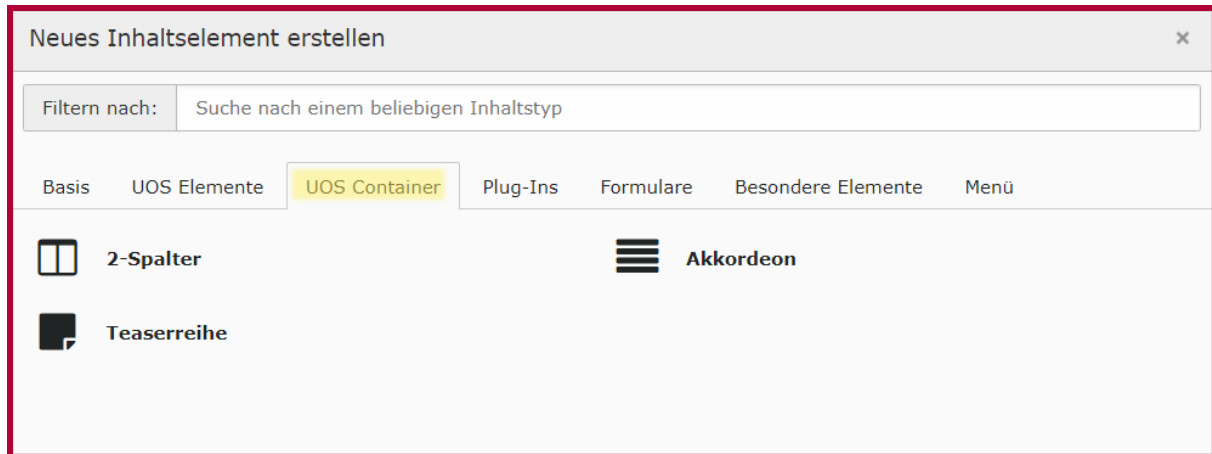 Neues Inhaltselement erstellen ×
Filtern nach: Suche nach einem beliebigen Inhaltstyp
Basis UOS Elemente UOS Container Plug-Ins Formulare Besondere Elemente Menü
2-Spalter Akkordeon
Teaserreihe